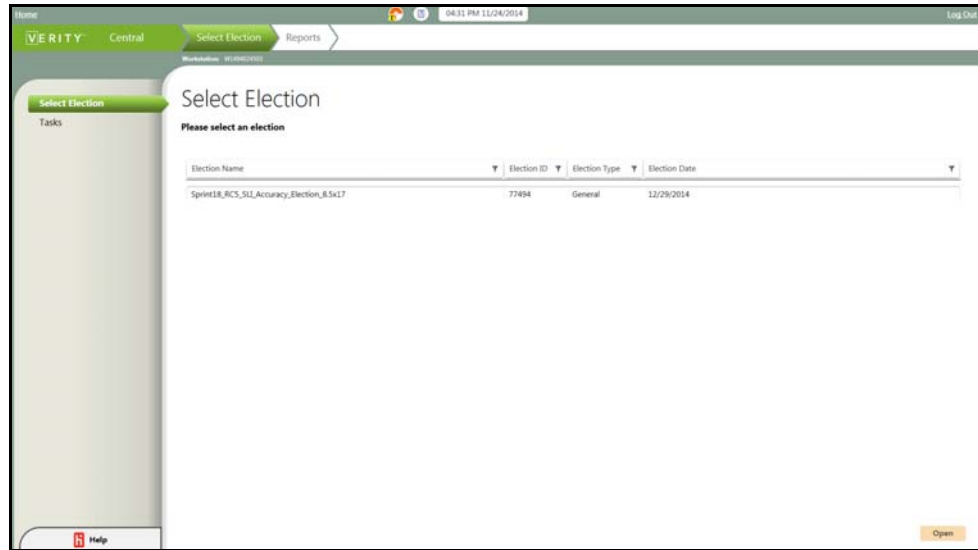 Home 04:31 PM 11/24/2014 Log Out
VERITY Central Select Election Reports
Workstation
Select Election
Tasks
Select Election
Please select an election
Election Name Election ID Election Type Election Date
Sprint18_RC5_SLI_Accuracy_Election_8.5x17 77494 General 12/29/2014
Help
Open